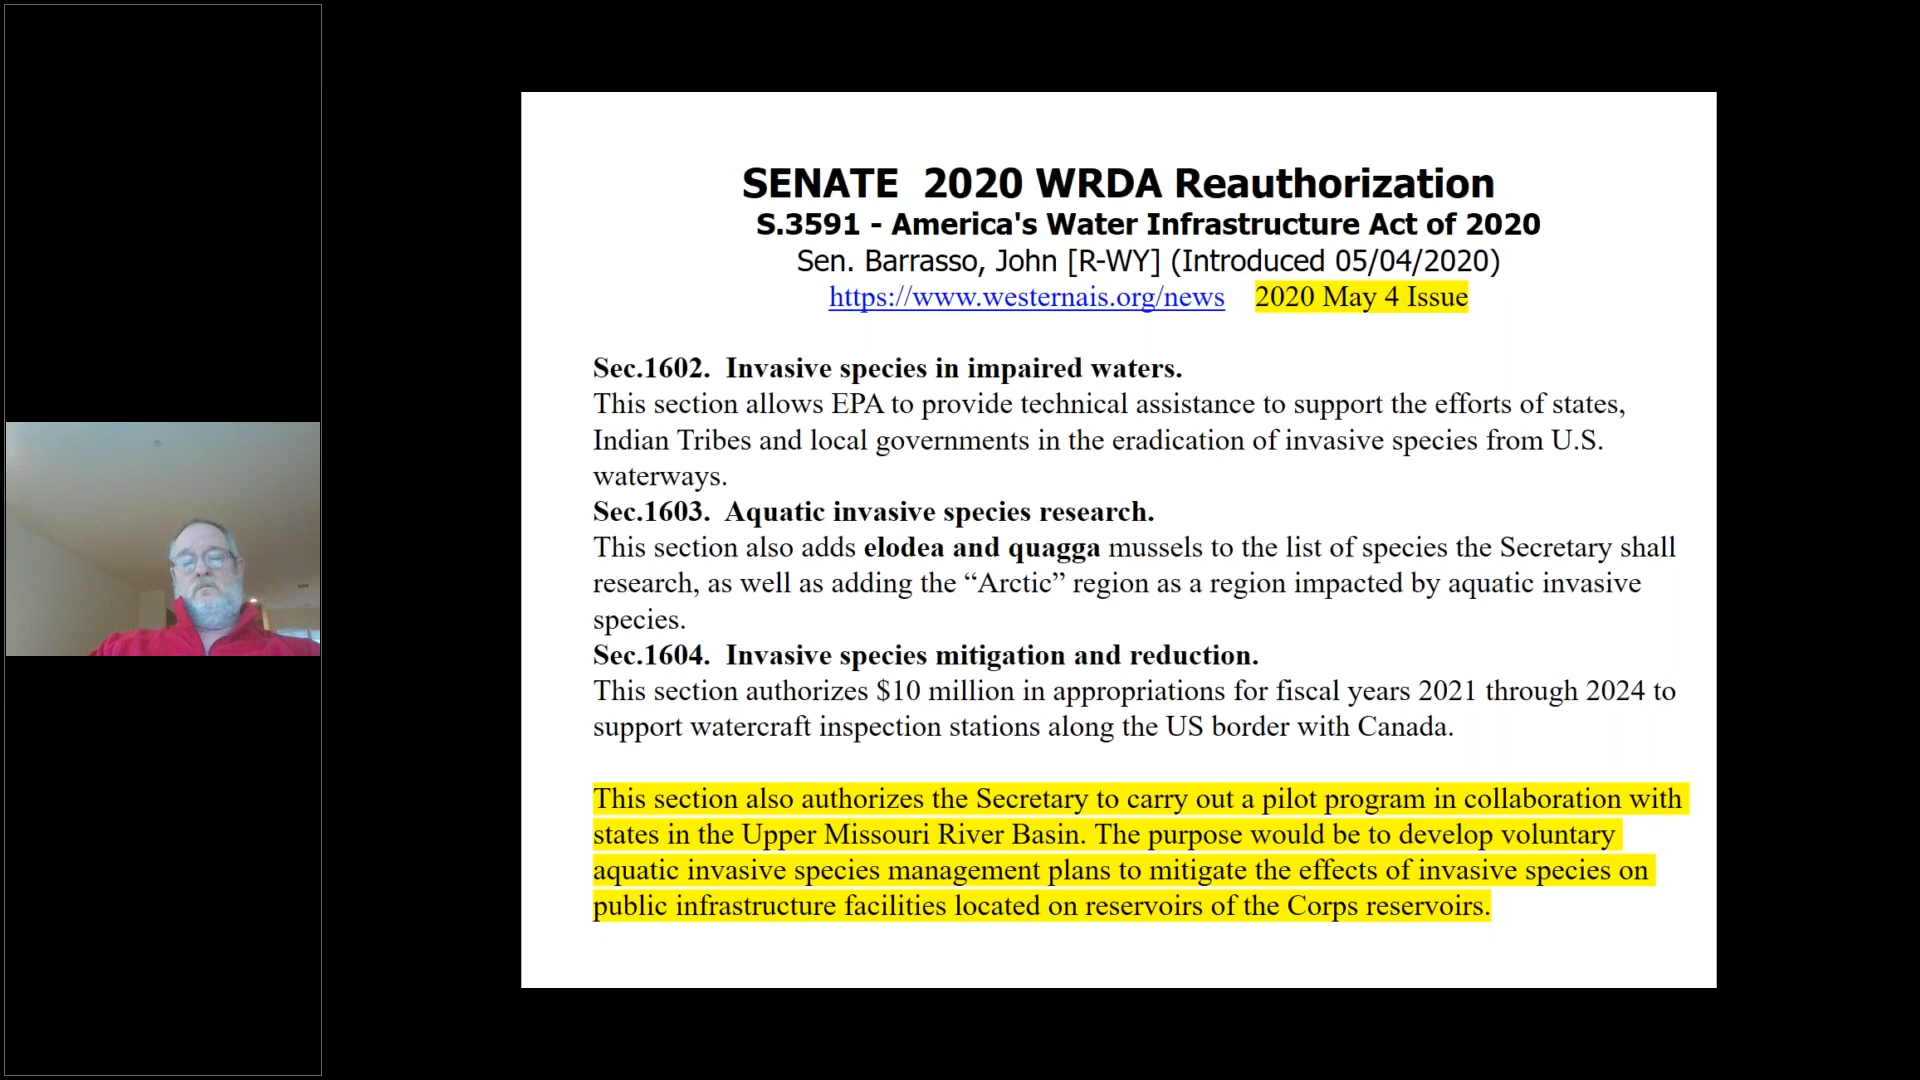 SENATE  2020 WRDA Reauthorization
S.3591 - America's Water Infrastructure Act of 2020
Sen. Barrasso, John [R-WY] (Introduced 05/04/2020)
https://www.westernais.org/news    2020 May 4 Issue
Sec.1602.  Invasive species in impaired waters.
This section allows EPA to provide technical assistance to support the efforts of states,
Indian Tribes and local governments in the eradication of invasive species from U.S.
waterways.
Sec.1603.  Aquatic invasive species research.
This section also adds elodea and quagga mussels to the list of species the Secretary shall
research, as well as adding the “Arctic” region as a region impacted by aquatic invasive
species.
Sec.1604.  Invasive species mitigation and reduction.
This section authorizes $10 million in appropriations for fiscal years 2021 through 2024 to
support watercraft inspection stations along the US border with Canada.
This section also authorizes the Secretary to carry out a pilot program in collaboration with
states in the Upper Missouri River Basin. The purpose would be to develop voluntary
aquatic invasive species management plans to mitigate the effects of invasive species on
public infrastructure facilities located on reservoirs of the Corps reservoirs.